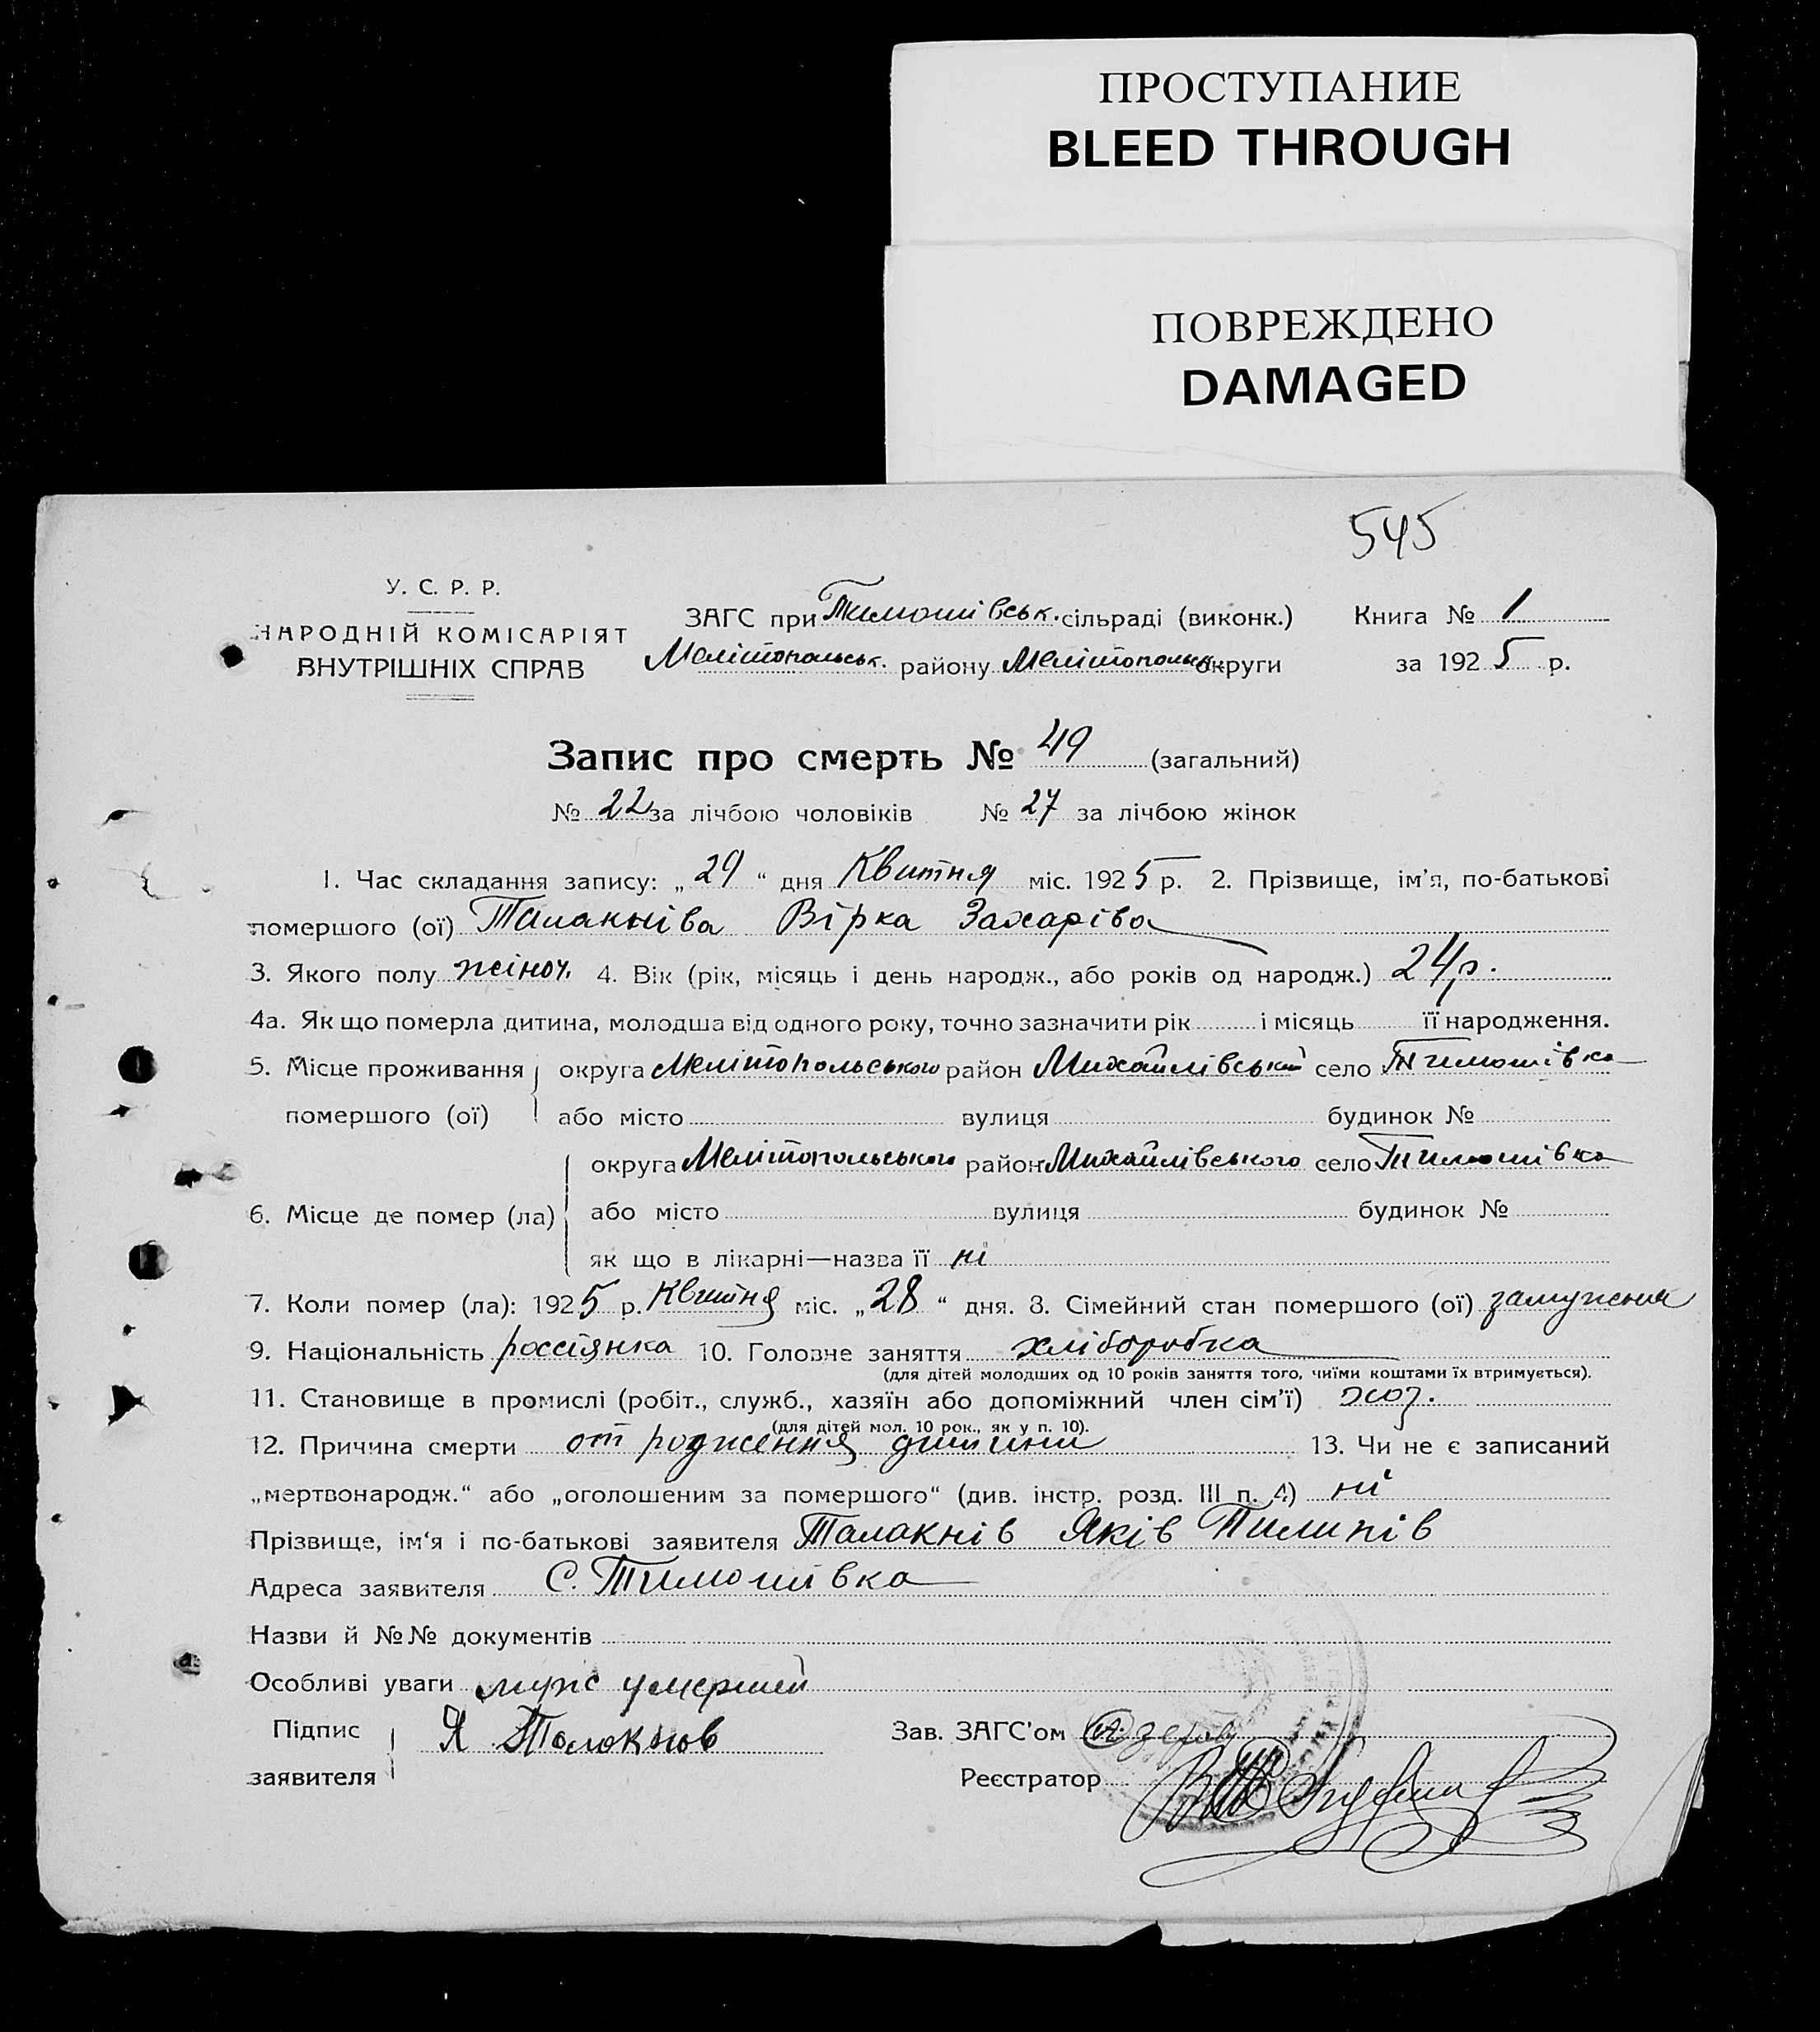 ПРОСТУПАНИЕ
BLEED THROUGH
ПОВРЕЖДЕНО
DAMAGED
545
У. С. Р. Р.
НАРОДНІЙ КОМІСАРІЯТ
ВНУТРІШНІХ СПРАВ
ЗАГС при Тимошівськ. сільраді (виконк.)
Мелітопольськ. району Мелітопольськ. округи
Книга № 1
за 1925 р.
Запис про смерть № 49 (загальний)
№ 22 за лічбою чоловіків № 27 за лічбою жінок
1. Час складання запису: „29“ дня Квитня міс. 1925 р. 2. Прізвище, ім'я, по-батькові
помершого (ої) Талакніва Вірка Захаріва
3. Якого полу жіноч. 4. Вік (рік, місяць і день народж., або років од народж.) 24 р.
4а. Як що померла дитина, молодша від одного року, точно зазначити рік і місяць її народження.
5. Місце проживання помершого (ої) округа Мелітопольського район Михайлівський село Тимошівка
або місто вулиця будинок №
6. Місце де помер (ла) округа Мелітопольського район Михайлівського село Тимошівка
або місто вулиця будинок №
як що в лікарні—назва її ні
7. Коли помер (ла): 1925 р. Квитня міс. „28“ дня. 8. Сімейний стан помершого (ої) замужня
9. Національність россіянка 10. Головне заняття хліборобка
(для дітей молодших од 10 років заняття того, чиїми коштами їх втримується).
11. Становище в промислі (робіт., служб., хазяїн або допоміжний член сім'ї) хоз.
(для дітей мол. 10 рок., як у п. 10).
12. Причина смерти от родження дитини 13. Чи не є записаний
„мертвонародж.“ або „оголошеним за помершого“ (див. інстр. розд. III п. 4) ні
Прізвище, ім'я і по-батькові заявителя Талакнів Яків Пилипів
Адреса заявителя С. Тимошівка
Назви й №№ документів
Особливі уваги муж умершей
Підпис заявителя Я Толокнов
Зав. ЗАГС'ом
Реєстратор